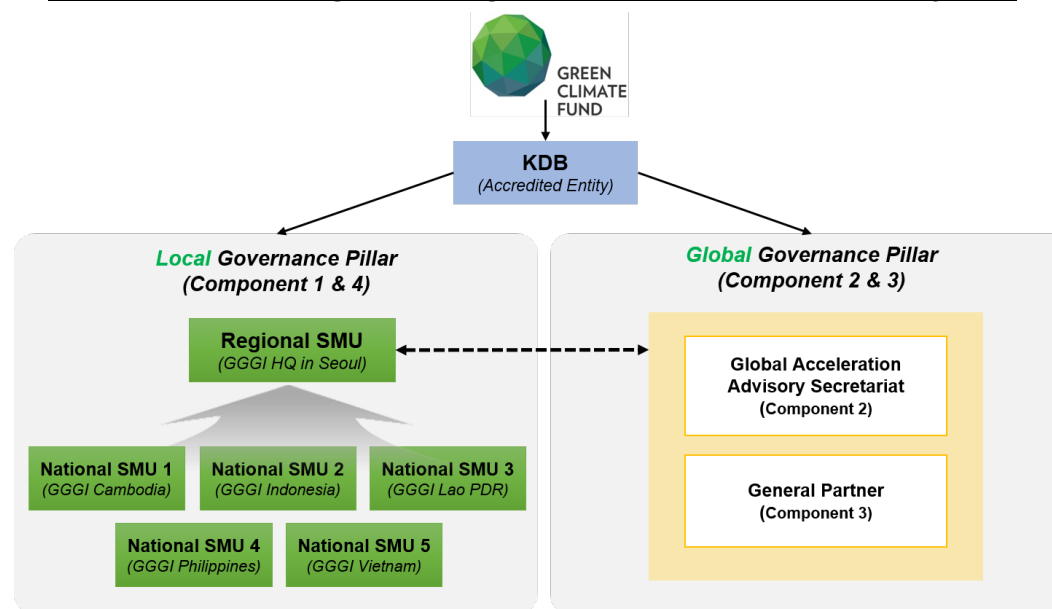 GREEN
CLIMATE
FUND
KDB
(Accredited Entity)
Local Governance Pillar
(Component 1 & 4)
Regional SMU
(GGGI HQ in Seoul)
National SMU 1
(GGGI Cambodia)
National SMU 2
(GGGI Indonesia)
National SMU 3
(GGGI Lao PDR)
National SMU 4
(GGGI Philippines)
National SMU 5
(GGGI Vietnam)
Global Governance Pillar
(Component 2 & 3)
Global Acceleration
Advisory Secretariat
(Component 2)
General Partner
(Component 3)